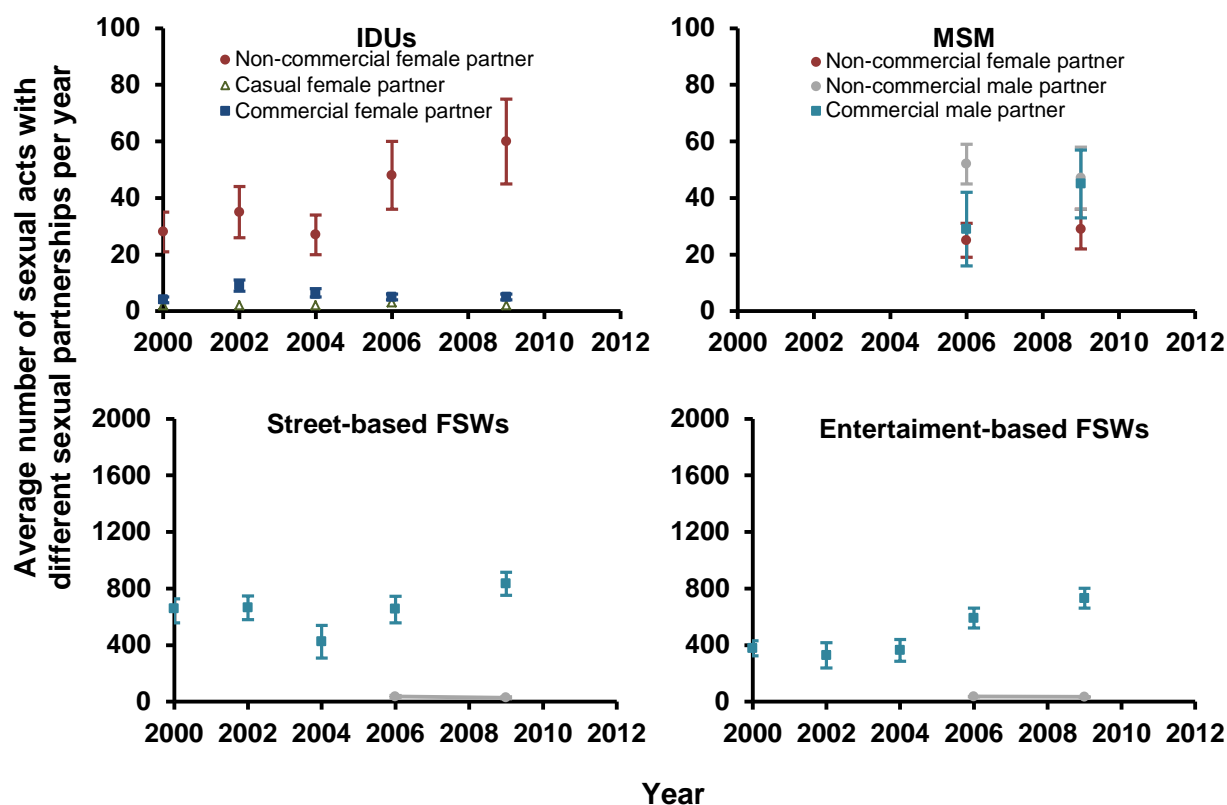 Average number of sexual acts with
different sexual partnerships per year
IDUs
Non-commercial female partner
Casual female partner
Commercial female partner
100
80
60
40
20
0
2000 2002 2004 2006 2008 2010 2012
MSM
Non-commercial female partner
Non-commercial male partner
Commercial male partner
100
80
60
40
20
0
2000 2002 2004 2006 2008 2010 2012
Street-based FSWs
2000
1600
1200
800
400
0
2000 2002 2004 2006 2008 2010 2012
Entertaiment-based FSWs
2000
1600
1200
800
400
0
2000 2002 2004 2006 2008 2010 2012
Year